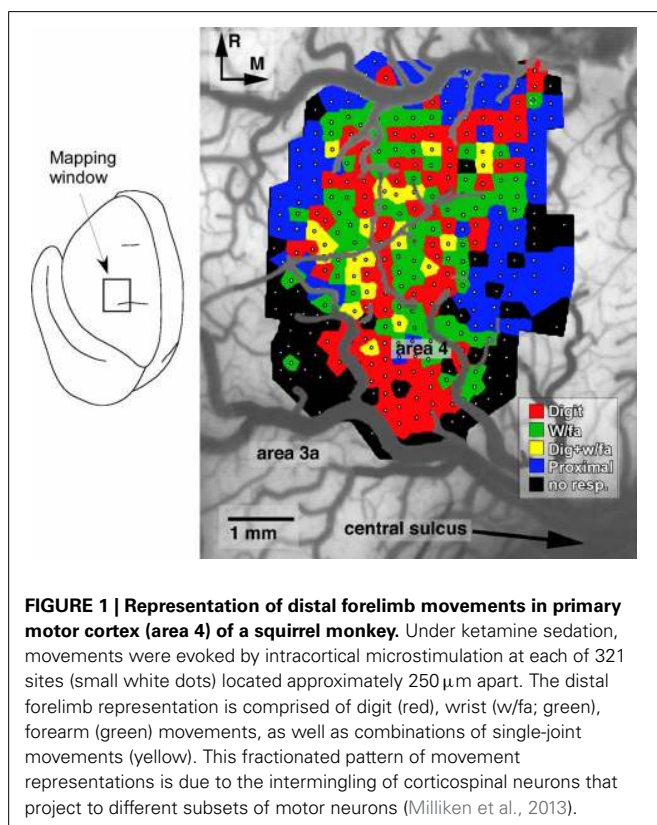 R
M
Mapping
window
area 4
Digit
W/fa
Dig+w/fa
Proximal
no resp.
area 3a
1 mm
central sulcus
FIGURE 1 | Representation of distal forelimb movements in primary
motor cortex (area 4) of a squirrel monkey. Under ketamine sedation,
movements were evoked by intracortical microstimulation at each of 321
sites (small white dots) located approximately 250 μm apart. The distal
forelimb representation is comprised of digit (red), wrist (w/fa; green),
forearm (green) movements, as well as combinations of single-joint
movements (yellow). This fractionated pattern of movement
representations is due to the intermingling of corticospinal neurons that
project to different subsets of motor neurons (Milliken et al., 2013).